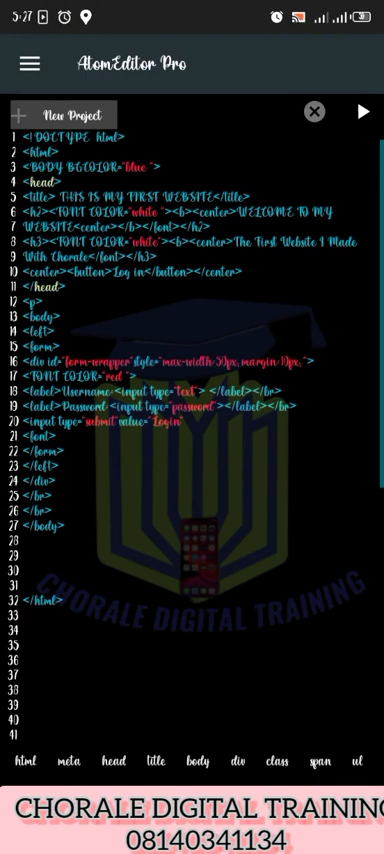 5:27
31
AtomEditor Pro
New Project
1 <!DOCTYPE html>
2 <html>
3 <BODY BGCOLOR="blue ">
4 <head>
5 <title> THIS IS MY FIRST WEBSITE</title>
6 <h2><FONT COLOR="white "><b><center>WELCOME TO MY
7 WEBSITE<center></b></font></h2>
8 <h3><FONT COLOR="white"><b><center>The First Website I Made
9 With Chorale</font></h3>
10 <center><button>Log in</button></center>
11 </head>
12 <p>
13 <body>
14 <left>
15 <form>
16 <div id="form-wrapper"style="max-width:50px; margin:10px; ">
17 <FONT COLOR="red ">
18 <label>Username <input type="text"> </label></br>
19 <label>Password <input type="password"></label></br>
20 <input type="submit"value="Login"
21 <font>
22 </form>
23 </left>
24 </div>
25 </br>
26 </br>
27 </body>
28
29
30
31
32 </html>
33
34
35
36
37
38
39
40
41
CHORALE DIGITAL TRAINING
html meta head title body div class span ul
CHORALE DIGITAL TRAINING
08140341134